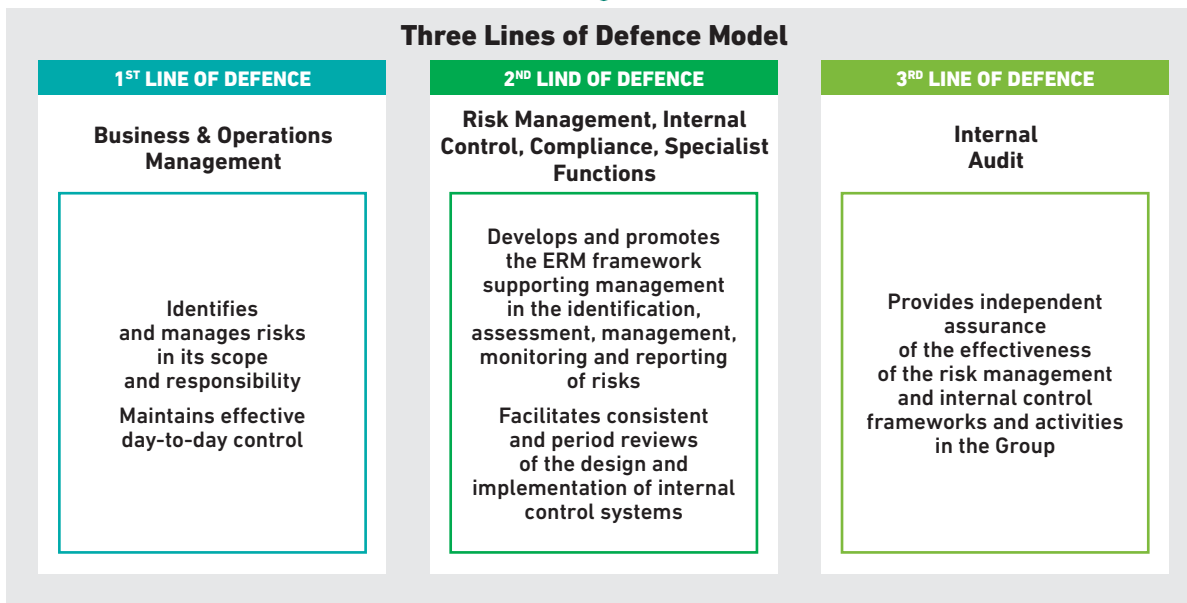 Three Lines of Defence Model
1ST LINE OF DEFENCE
Business & Operations
Management
Identifies
and manages risks
in its scope
and responsibility
Maintains effective
day-to-day control
2ND LIND OF DEFENCE
Risk Management, Internal
Control, Compliance, Specialist
Functions
Develops and promotes
the ERM framework
supporting management
in the identification,
assessment, management,
monitoring and reporting
of risks
Facilitates consistent
and period reviews
of the design and
implementation of internal
control systems
3RD LINE OF DEFENCE
Internal
Audit
Provides independent
assurance
of the effectiveness
of the risk management
and internal control
frameworks and activities
in the Group